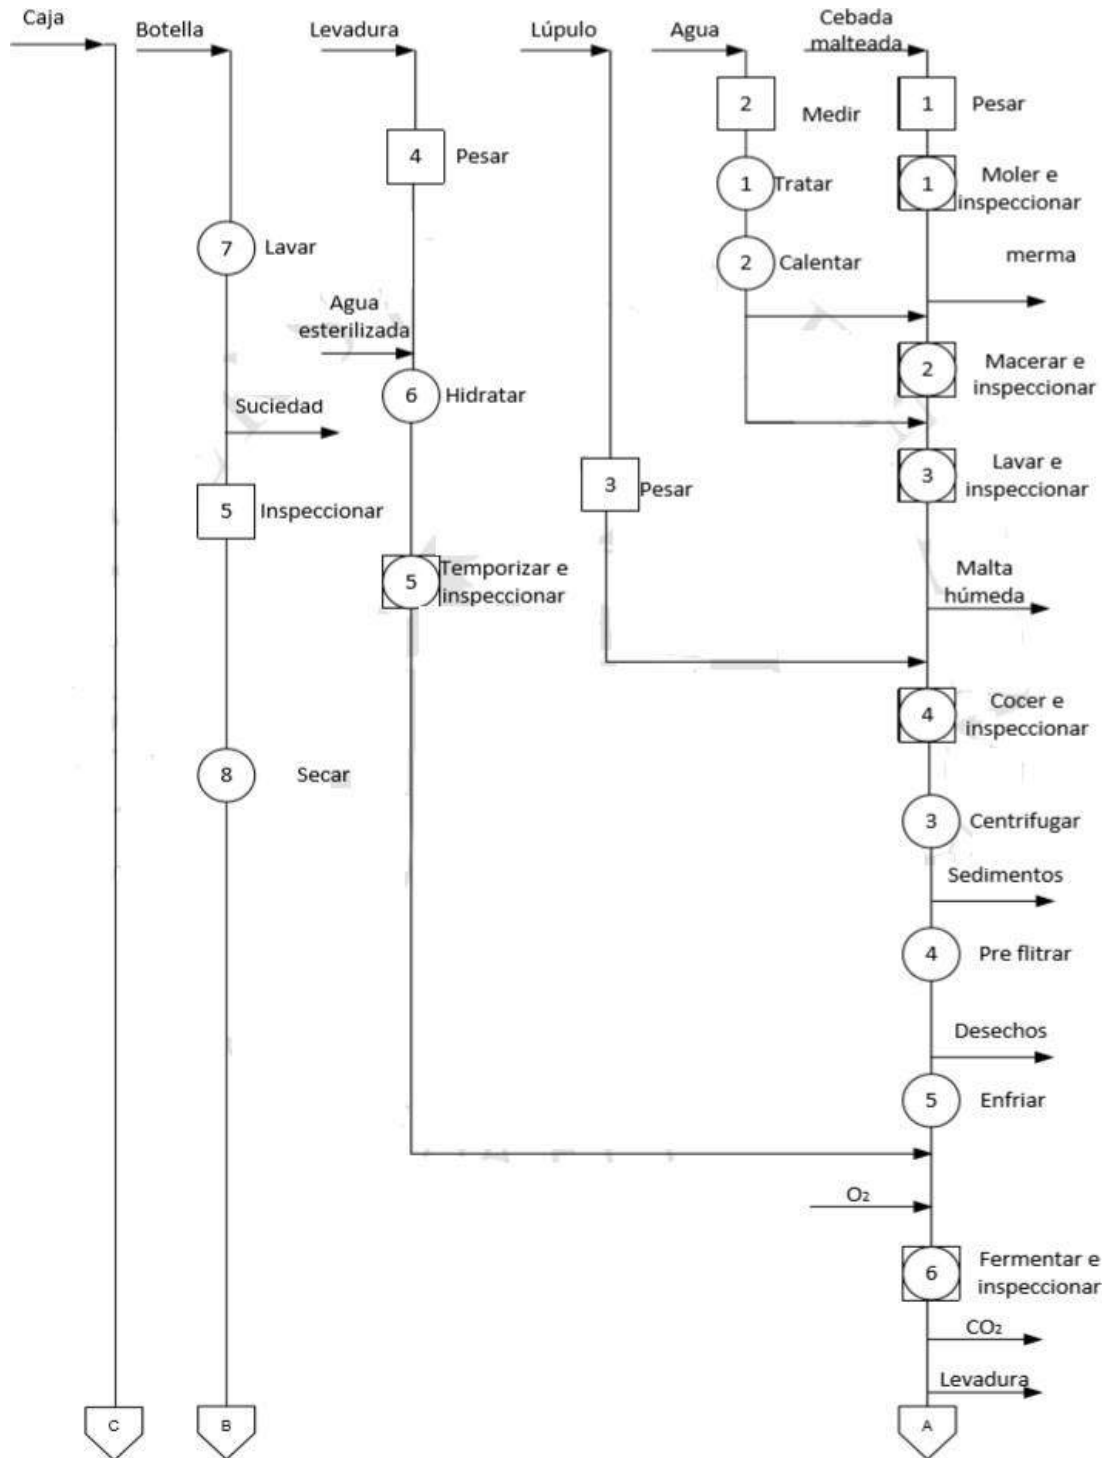 Caja
Botella
Levadura
Lúpulo
Agua
Cebada
malteada
2
Medir
1
Pesar
4
Pesar
1
Tratar
1
Moler e
inspeccionar
7
Lavar
2
Calentar
merma
Agua
esterilizada
2
Macerar e
inspeccionar
6
Hidratar
Suciedad
3
Pesar
3
Lavar e
inspeccionar
5
Inspeccionar
5
Temporizar e
inspeccionar
Malta
húmeda
4
Cocer e
inspeccionar
8
Secar
3
Centrifugar
Sedimentos
4
Pre flitrar
Desechos
5
Enfriar
O₂
6
Fermentar e
inspeccionar
CO₂
Levadura
C
B
A